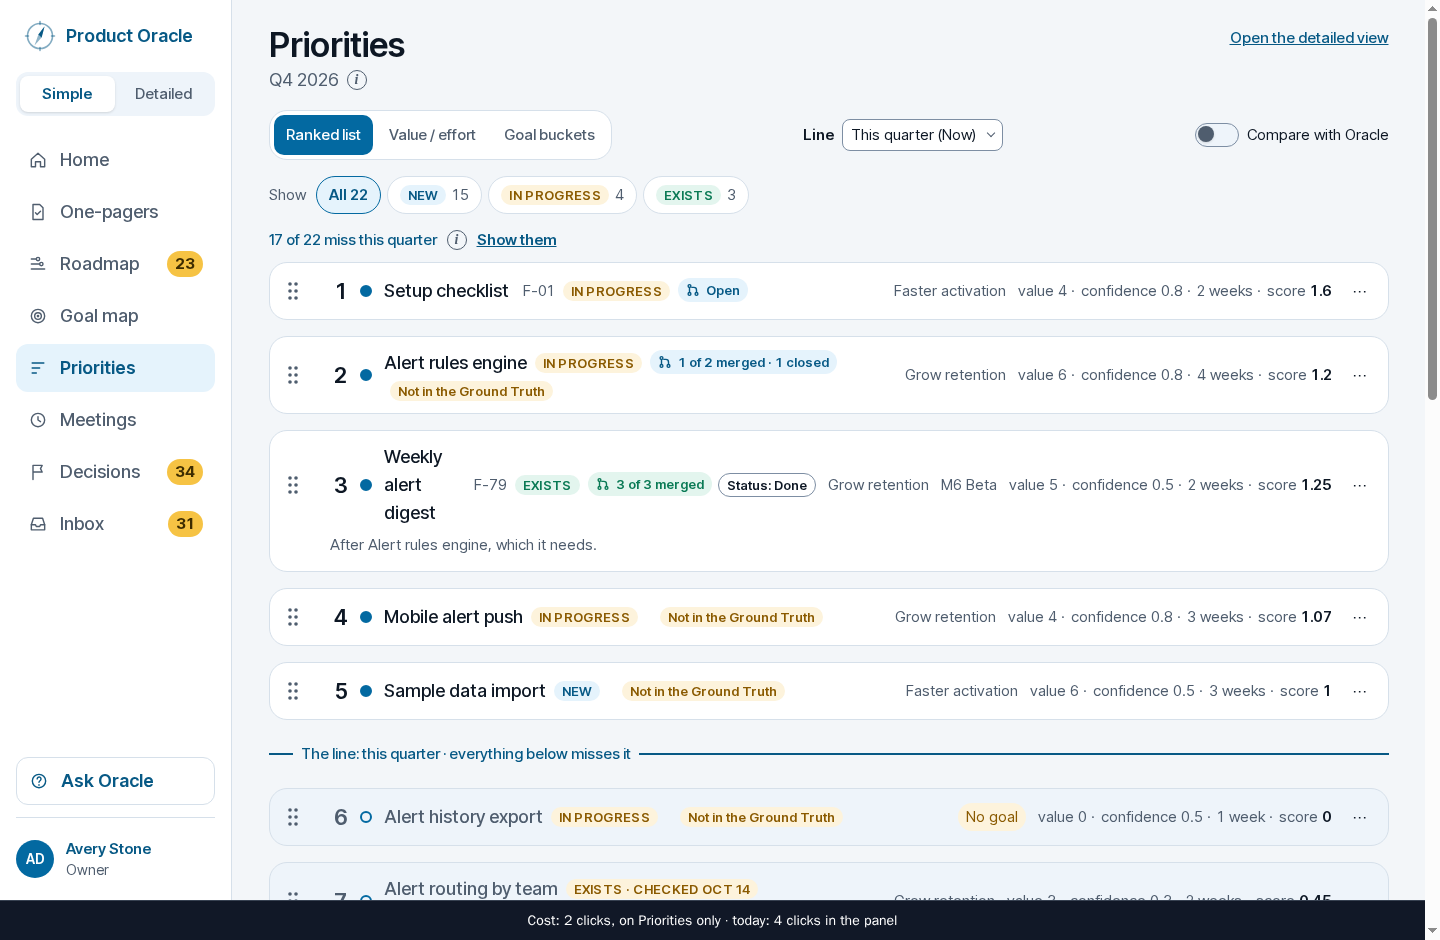 Product Oracle
Simple Detailed
Home
One-pagers
Roadmap 23
Goal map
Priorities
Meetings
Decisions 34
Inbox 31
Ask Oracle
AD Avery Stone
Owner
Priorities
Open the detailed view
Q4 2026 i
Ranked list Value / effort Goal buckets
Line This quarter (Now)
Compare with Oracle
Show All 22 NEW 15 IN PROGRESS 4 EXISTS 3
17 of 22 miss this quarter i Show them
1 Setup checklist F-01 IN PROGRESS Open Faster activation value 4 · confidence 0.8 · 2 weeks · score 1.6 ...
2 Alert rules engine IN PROGRESS 1 of 2 merged · 1 closed
Not in the Ground Truth
Grow retention value 6 · confidence 0.8 · 4 weeks · score 1.2 ...
3 Weekly
alert
digest
F-79 EXISTS 3 of 3 merged Status: Done Grow retention M6 Beta value 5 · confidence 0.5 · 2 weeks · score 1.25 ...
After Alert rules engine, which it needs.
4 Mobile alert push IN PROGRESS Not in the Ground Truth Grow retention value 4 · confidence 0.8 · 3 weeks · score 1.07 ...
5 Sample data import NEW Not in the Ground Truth Faster activation value 6 · confidence 0.5 · 3 weeks · score 1 ...
The line: this quarter · everything below misses it
6 Alert history export IN PROGRESS Not in the Ground Truth No goal value 0 · confidence 0.5 · 1 week · score 0 ...
7 Alert routing by team EXISTS · CHECKED OCT 14
Cost: 2 clicks, on Priorities only · today: 4 clicks in the panel